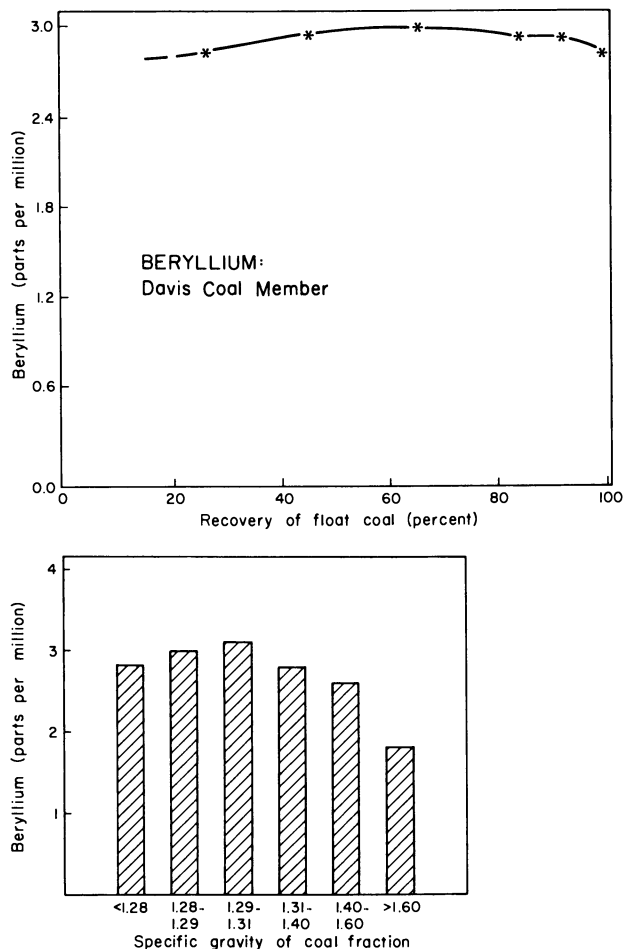 3.0
2.4
1.8
1.2
0.6
0.0
Beryllium (parts per million)
BERYLLIUM:
Davis Coal Member
0 20 40 60 80 100
Recovery of float coal (percent)
4
3
2
1
Beryllium (parts per million)
<1.28 1.28- 1.29- 1.31- 1.40- >1.60
1.29 1.31 1.40 1.60
Specific gravity of coal fraction